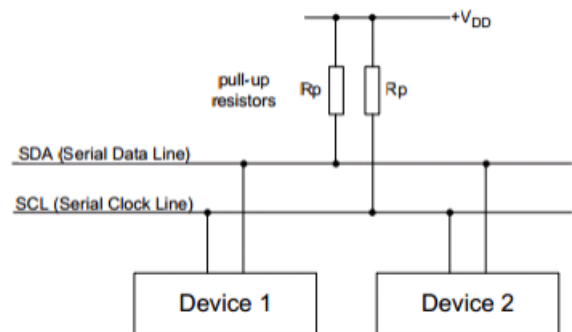 +VDD
pull-up
resistors
Rp
Rp
SDA (Serial Data Line)
SCL (Serial Clock Line)
Device 1
Device 2